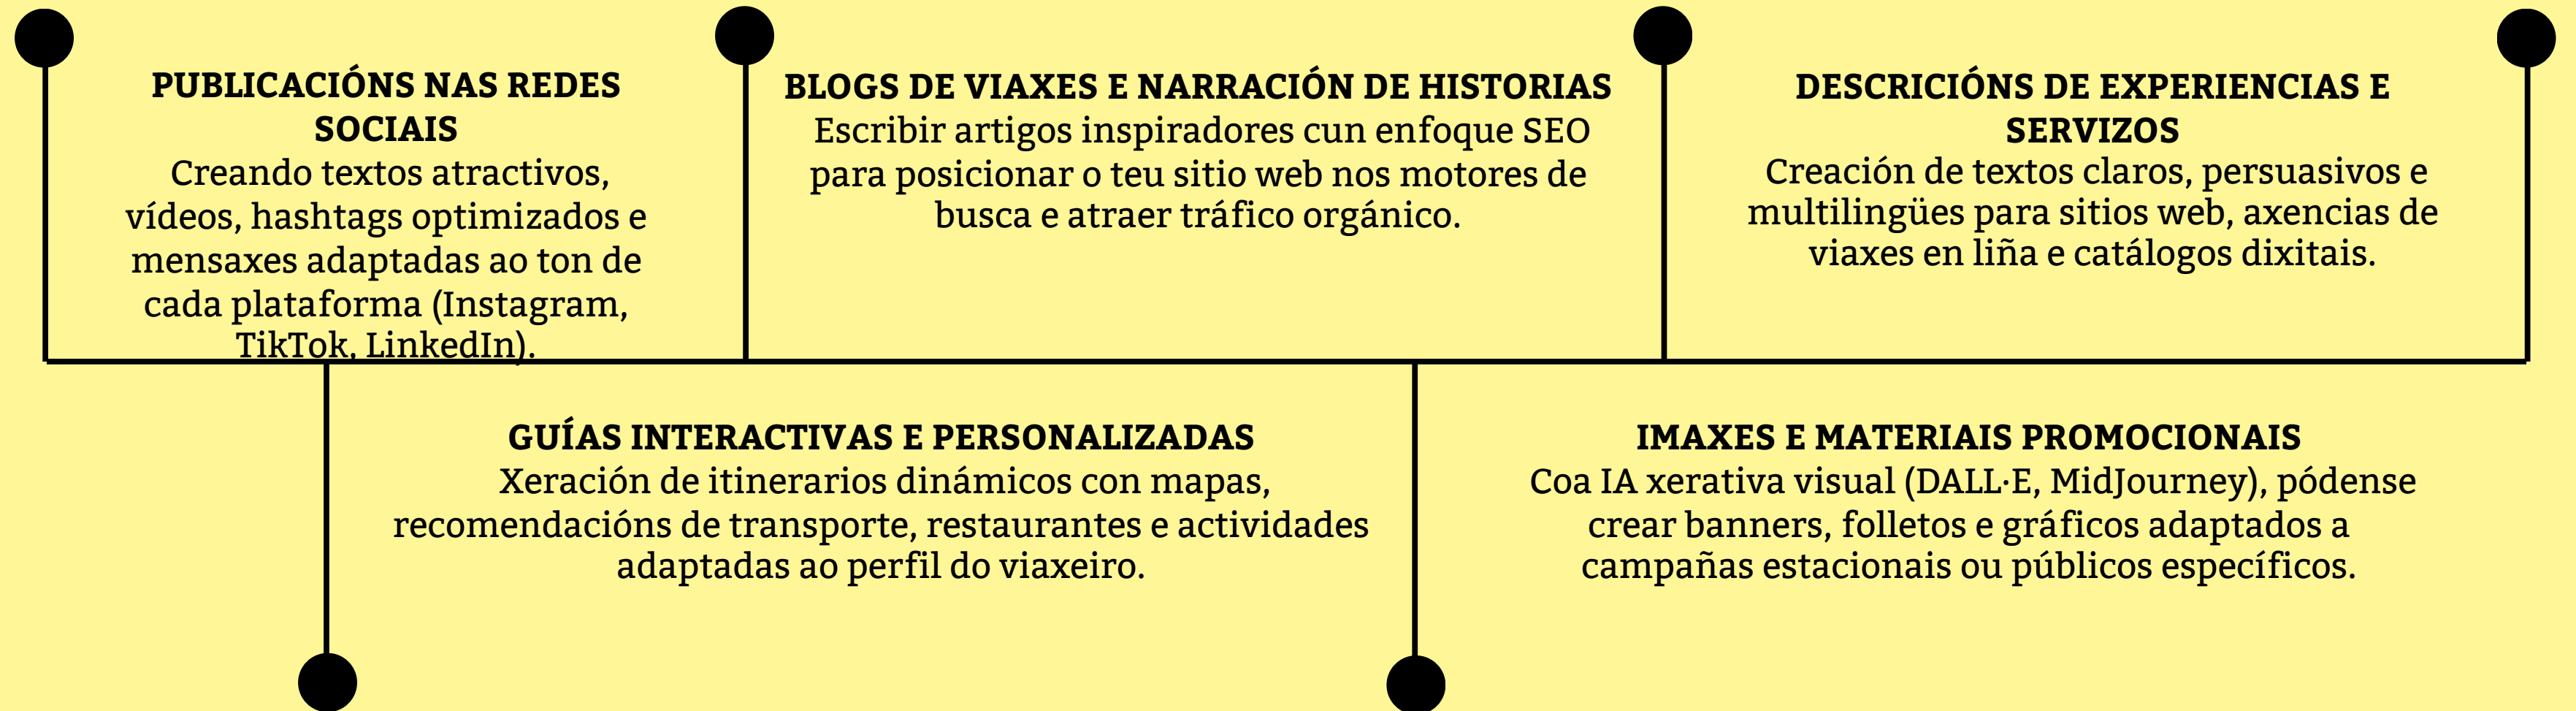 PUBLICACIÓNS NAS REDES
SOCIAIS
Creando textos atractivos,
vídeos, hashtags optimizados e
mensaxes adaptadas ao ton de
cada plataforma (Instagram,
TikTok, LinkedIn).
BLOGS DE VIAXES E NARRACIÓN DE HISTORIAS
Escribir artigos inspiradores cun enfoque SEO
para posicionar o teu sitio web nos motores de
busca e atraer tráfico orgánico.
DESCRICIÓNS DE EXPERIENCIAS E
SERVIZOS
Creación de textos claros, persuasivos e
multilingües para sitios web, axencias de
viaxes en liña e catálogos dixitais.
GUÍAS INTERACTIVAS E PERSONALIZADAS
Xeración de itinerarios dinámicos con mapas,
recomendacións de transporte, restaurantes e actividades
adaptadas ao perfil do viaxeiro.
IMAXES E MATERIAIS PROMOCIONAIS
Coa IA xerativa visual (DALL·E, MidJourney), pódense
crear banners, folletos e gráficos adaptados a
campañas estacionais ou públicos específicos.